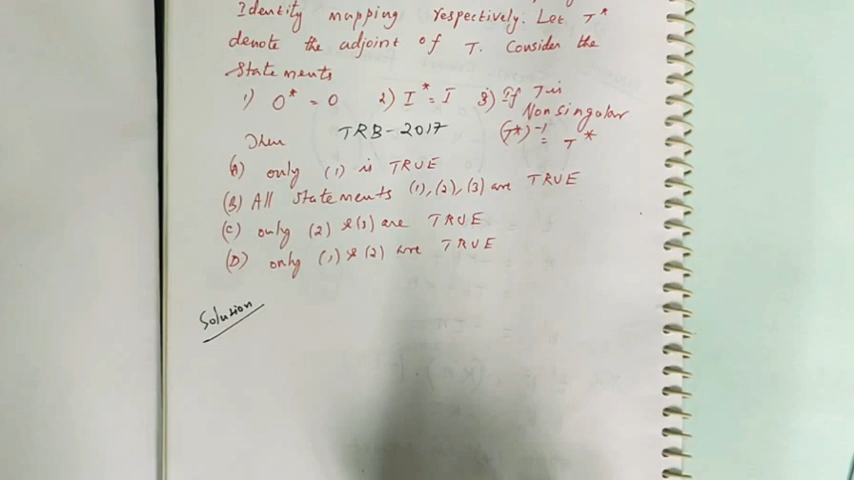 Identity mapping respectively. Let T*
denote the adjoint of T. Consider the
Statements
1) O* = O 2) I* = I 3) If T is
Nonsingular
Then TRB-2017 (T*)⁻¹ = T*
(A) only (1) is TRUE
(B) All statements (1), (2), (3) are TRUE
(C) only (2) & (3) are TRUE
(D) only (1) & (2) are TRUE
Solution